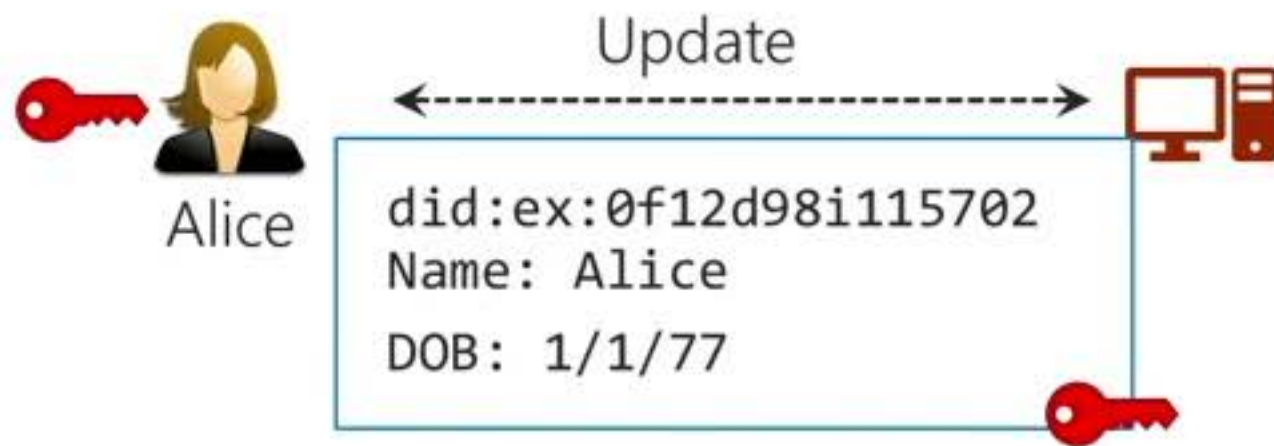 Update
Alice
did:ex:0f12d98i115702
Name: Alice
DOB: 1/1/77